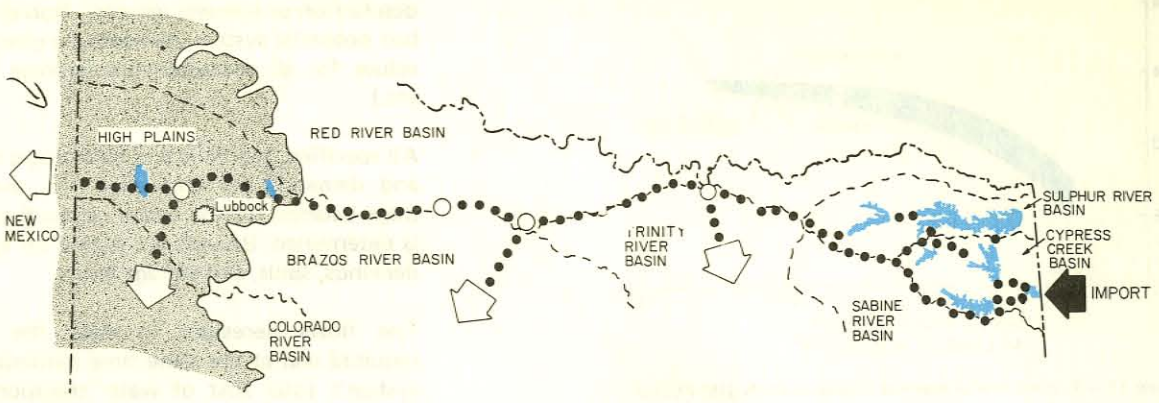 HIGH PLAINS
RED RIVER BASIN
Lubbock
NEW
MEXICO
BRAZOS RIVER BASIN
TRINITY
RIVER
BASIN
SULPHUR RIVER
BASIN
CYPRESS
CREEK
BASIN
IMPORT
SABINE
RIVER
BASIN
COLORADO
RIVER
BASIN